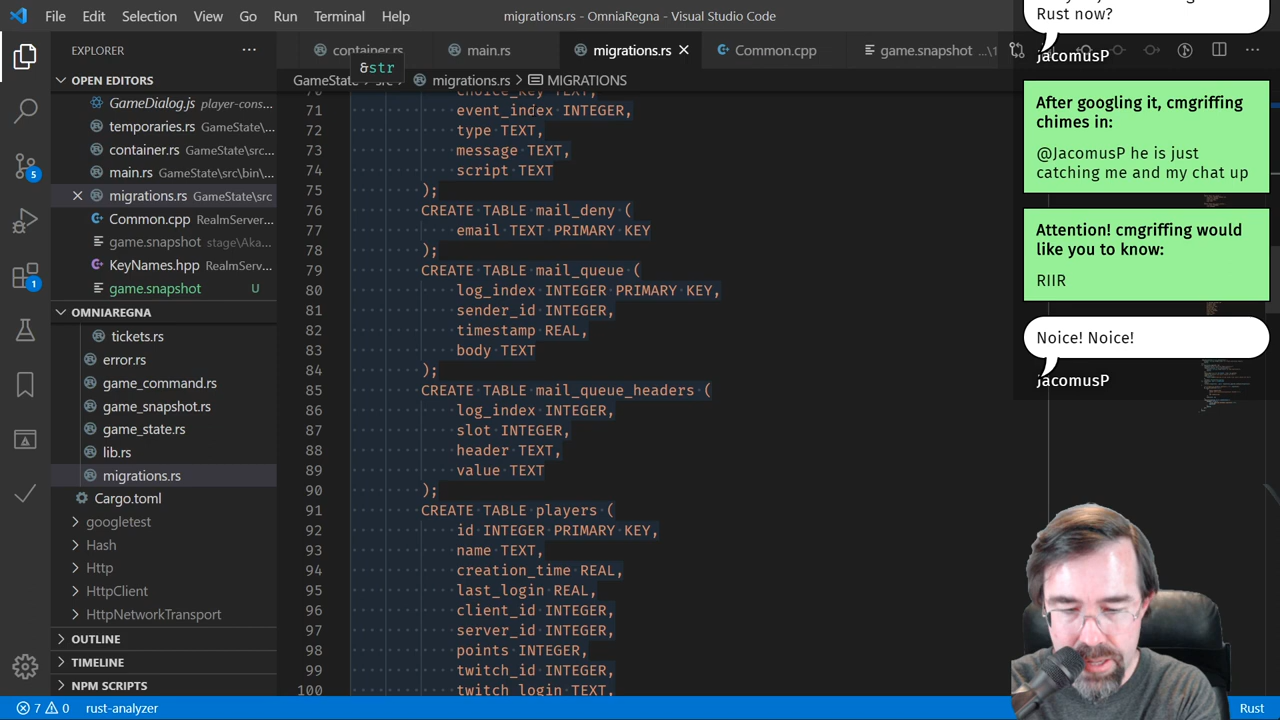 File Edit Selection View Go Run Terminal Help
migrations.rs - OmniaRegna - Visual Studio Code
EXPLORER
OPEN EDITORS
GameDialog.js player-cons...
temporaries.rs GameState\...
container.rs GameState\src...
main.rs GameState\src\bin\...
migrations.rs GameState\src
Common.cpp RealmServer...
game.snapshot stage\Aka...
KeyNames.hpp RealmServ...
game.snapshot U
OMNIAREGNA
tickets.rs
error.rs
game_command.rs
game_snapshot.rs
game_state.rs
lib.rs
migrations.rs
Cargo.toml
googletest
Hash
Http
HttpClient
HttpNetworkTransport
OUTLINE
TIMELINE
NPM SCRIPTS
5
1
container.rs
main.rs
migrations.rs
Common.cpp
game.snapshot ...\1
&str
migrations.rs > MIGRATIONS
choice_key TEXT,
71 event_index INTEGER,
72 type TEXT,
73 message TEXT,
74 script TEXT
75 );
76 CREATE TABLE mail_deny (
77 email TEXT PRIMARY KEY
78 );
79 CREATE TABLE mail_queue (
80 log_index INTEGER PRIMARY KEY,
81 sender_id INTEGER,
82 timestamp REAL,
83 body TEXT
84 );
85 CREATE TABLE mail_queue_headers (
86 log_index INTEGER,
87 slot INTEGER,
88 header TEXT,
89 value TEXT
90 );
91 CREATE TABLE players (
92 id INTEGER PRIMARY KEY,
93 name TEXT,
94 creation_time REAL,
95 last_login REAL,
96 client_id INTEGER,
97 server_id INTEGER,
98 points INTEGER,
99 twitch_id INTEGER,
100 twitch_login TEXT,
Rust now?
jacomusP
After googling it, cmgriffing
chimes in:
@JacomusP he is just
catching me and my chat up
Attention! cmgriffing would
like you to know:
RIIR
Noice! Noice!
jacomusP
7 0 rust-analyzer
Rust